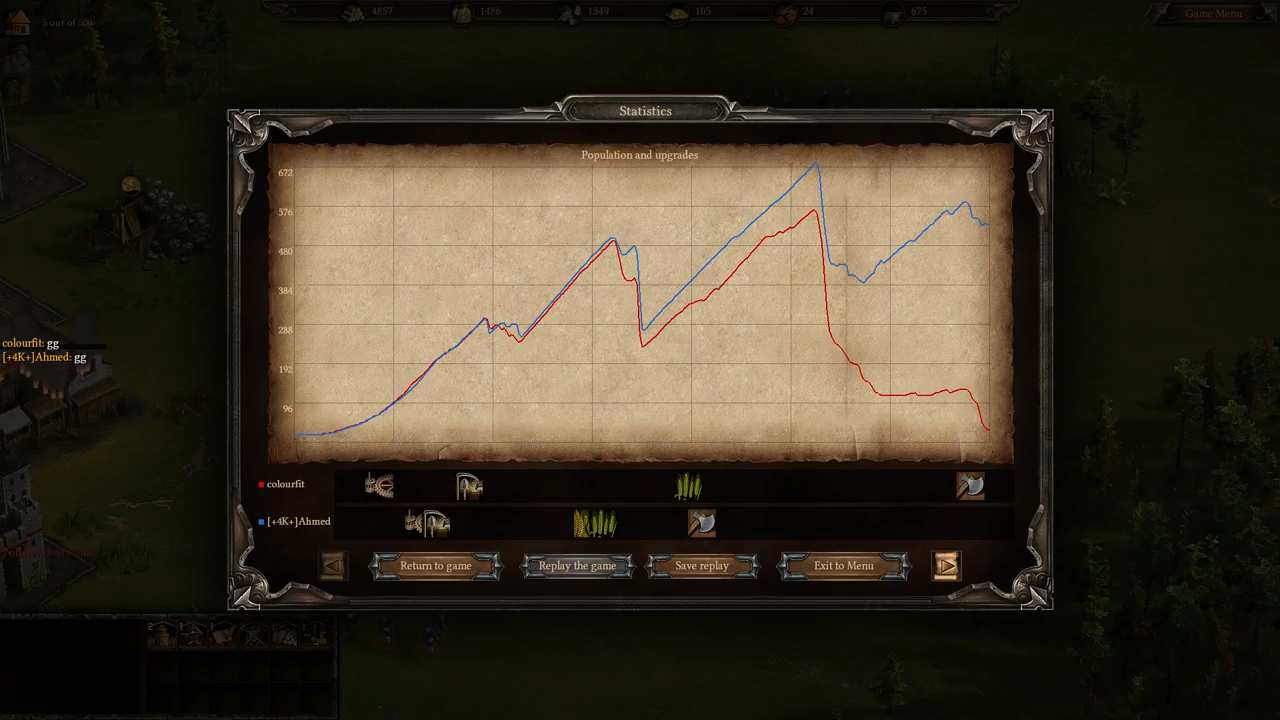 5 out of 500
4857
1486
1349
105
24
675
Game Menu
Statistics
Population and upgrades
672
576
480
384
288
192
96
colourfit: gg
[+4K+]Ahmed: gg
colourfit
[+4K+]Ahmed
Return to game
Replay the game
Save replay
Exit to Menu